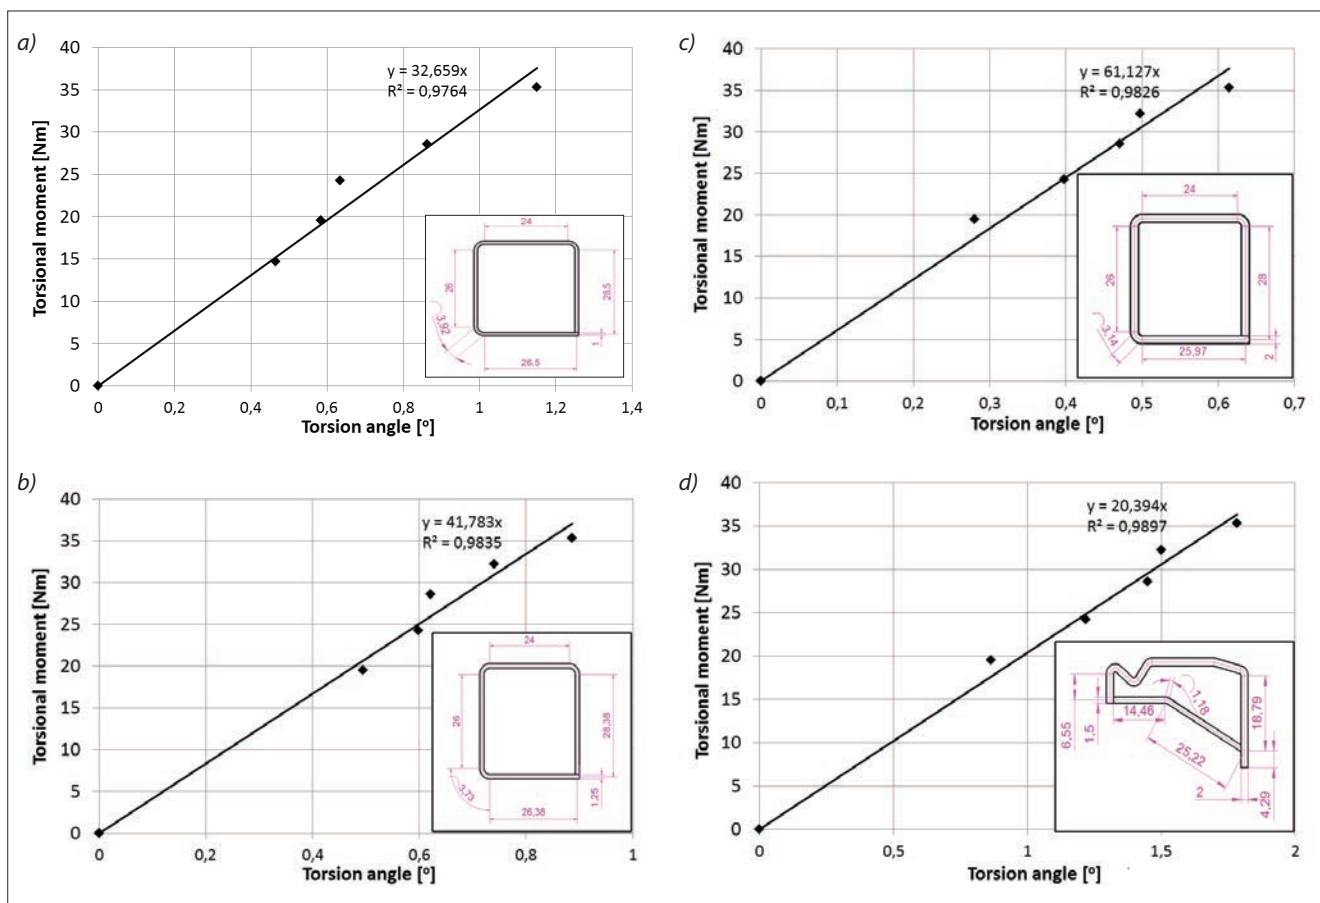 a)
y = 32,659x
R² = 0,9764
Torsional moment [Nm]
40
35
30
25
20
15
10
5
0
0 0,2 0,4 0,6 0,8 1 1,2 1,4
Torsion angle [°]
24
26
28,5
3,92
1
26,5
c)
y = 61,127x
R² = 0,9826
Torsional moment [Nm]
40
35
30
25
20
15
10
5
0
0 0,1 0,2 0,3 0,4 0,5 0,6 0,7
Torsion angle [°]
24
26
28
3,14
25,97
2
b)
y = 41,783x
R² = 0,9835
Torsional moment [Nm]
40
35
30
25
20
15
10
5
0
0 0,2 0,4 0,6 0,8 1
Torsion angle [°]
24
26
28,38
3,73
1,25
26,38
d)
y = 20,394x
R² = 0,9897
Torsional moment [Nm]
40
35
30
25
20
15
10
5
0
0 0,5 1 1,5 2
Torsion angle [°]
6,55
1,5
14,46
1,18
18,79
25,22
2
4,29